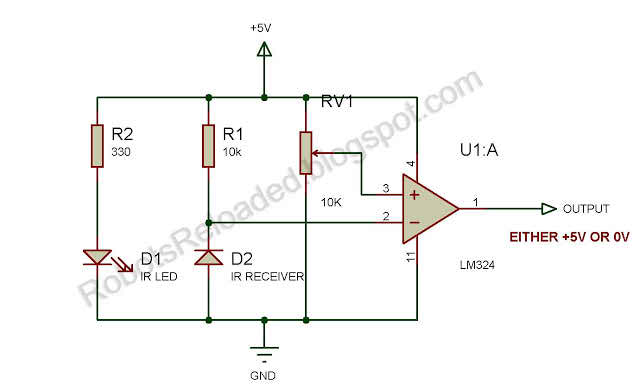 +5V
RV1
R2
330
R1
10k
U1:A
4
3
10K
2
1
OUTPUT
EITHER +5V OR 0V
11
LM324
D1
IR LED
D2
IR RECEIVER
GND
RobotsReloaded.blogspot.com